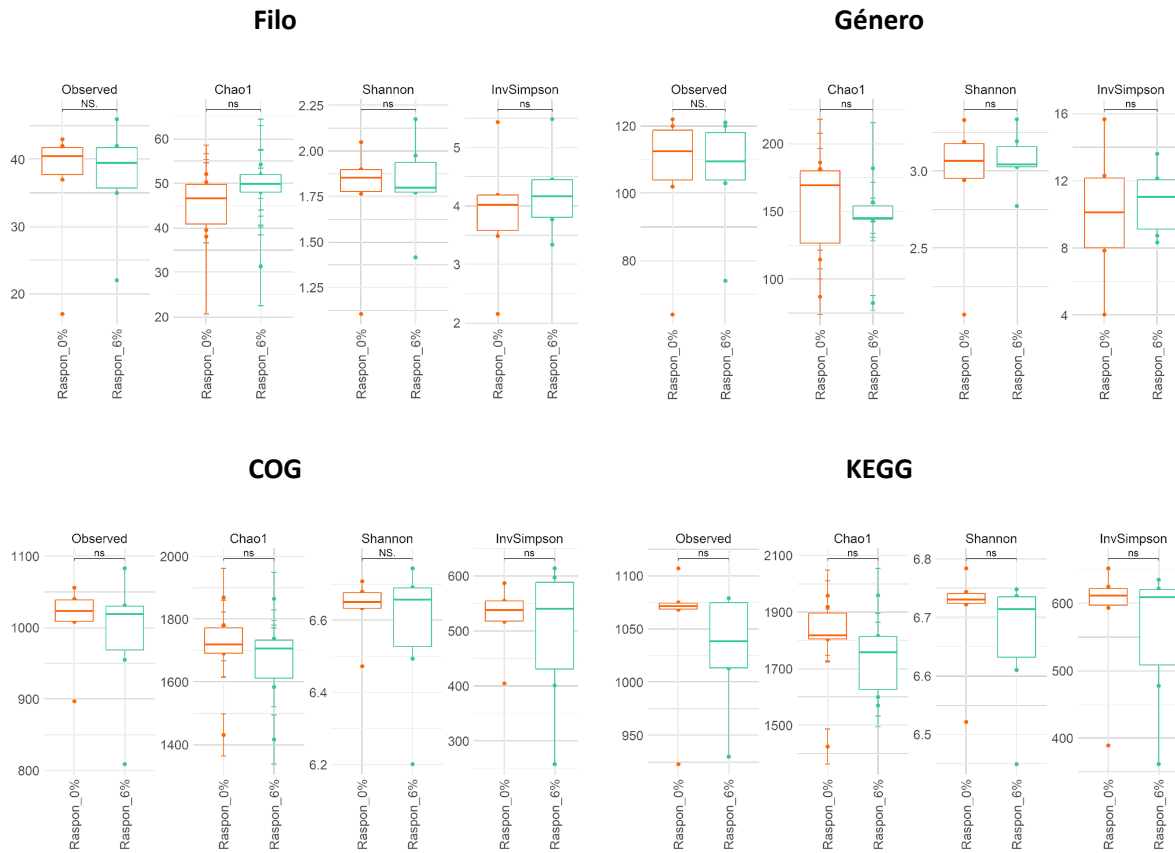 Filo
Género
Observed
Chao1
Shannon
InvSimpson
Observed
Chao1
Shannon
InvSimpson
NS.
ns
ns
ns
NS.
ns
ns
ns
40
30
20
60
50
40
50
30
20
2.25
2.00
1.75
1.50
1.25
5
4
3
2
120
100
80
200
150
100
3.0
2.5
16
12
8
4
Raspon_0%
Raspon_6%
Raspon_0%
Raspon_6%
Raspon_0%
Raspon_6%
Raspon_0%
Raspon_6%
Raspon_0%
Raspon_6%
Raspon_0%
Raspon_6%
Raspon_0%
Raspon_6%
Raspon_0%
Raspon_6%
COG
KEGG
Observed
Chao1
Shannon
InvSimpson
Observed
Chao1
Shannon
InvSimpson
ns
ns
NS.
ns
ns
ns
ns
ns
1100
1000
900
800
2000
1800
1600
1400
6.6
6.4
6.2
600
500
400
300
1100
1050
1000
950
2100
1900
1700
1500
6.8
6.7
6.6
6.5
600
500
400
Raspon_0%
Raspon_6%
Raspon_0%
Raspon_6%
Raspon_0%
Raspon_6%
Raspon_0%
Raspon_6%
Raspon_0%
Raspon_6%
Raspon_0%
Raspon_6%
Raspon_0%
Raspon_6%
Raspon_0%
Raspon_6%